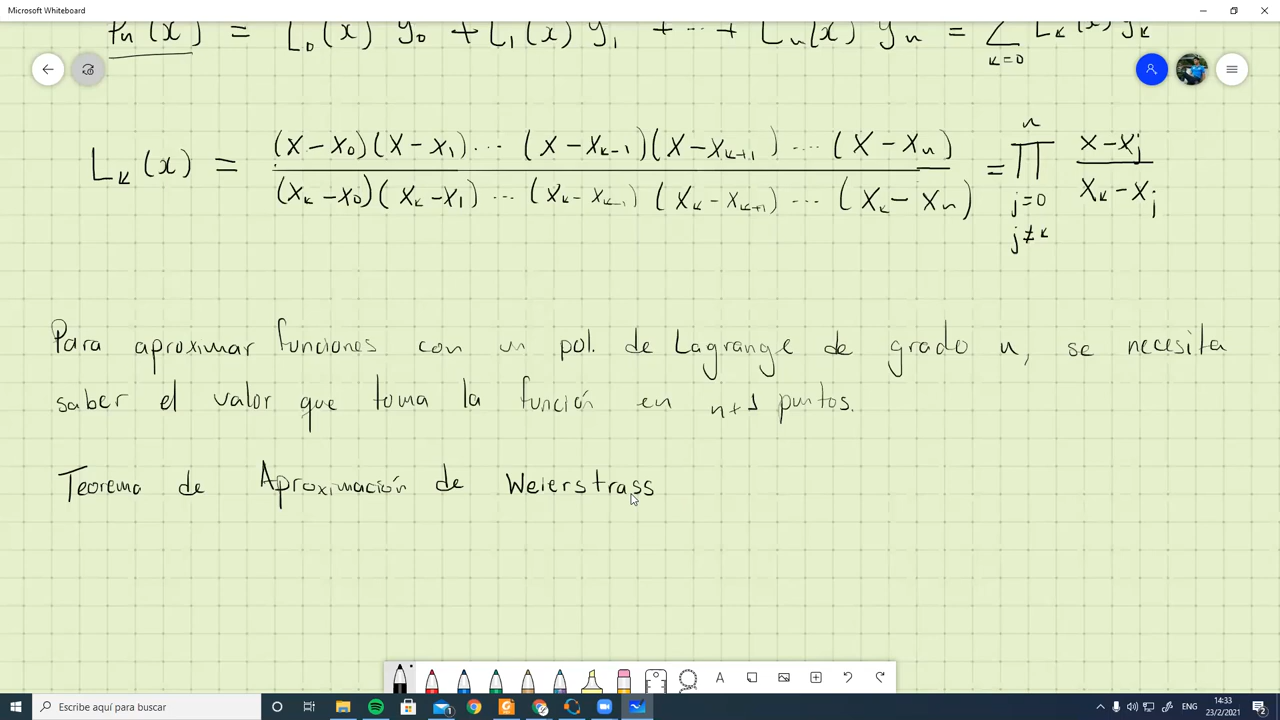 Microsoft Whiteboard
Pn(x) = L₀(x) y₀ + L₁(x) y₁ + ... + Lₙ(x) yₙ = ∑ₖ₌₀ Lₖ(x) yₖ
Lₖ(x) = (x-x₀)(x-x₁)...(x-xₖ₋₁)(x-xₖ₊₁)...(x-xₙ) / (xₖ-x₀)(xₖ-x₁)...(xₖ-xₖ₋₁)(xₖ-xₖ₊₁)...(xₖ-xₙ) = ∏ n j=0 j≠k (x-xⱼ)/(xₖ-xⱼ)
Para aproximar funciones con un pol. de Lagrange de grado n, se necesita
saber el valor que toma la función en n+1 puntos.
Teorema de Aproximación de Weierstrass
Escribe aquí para buscar
ENG
14:33
23/2/2021